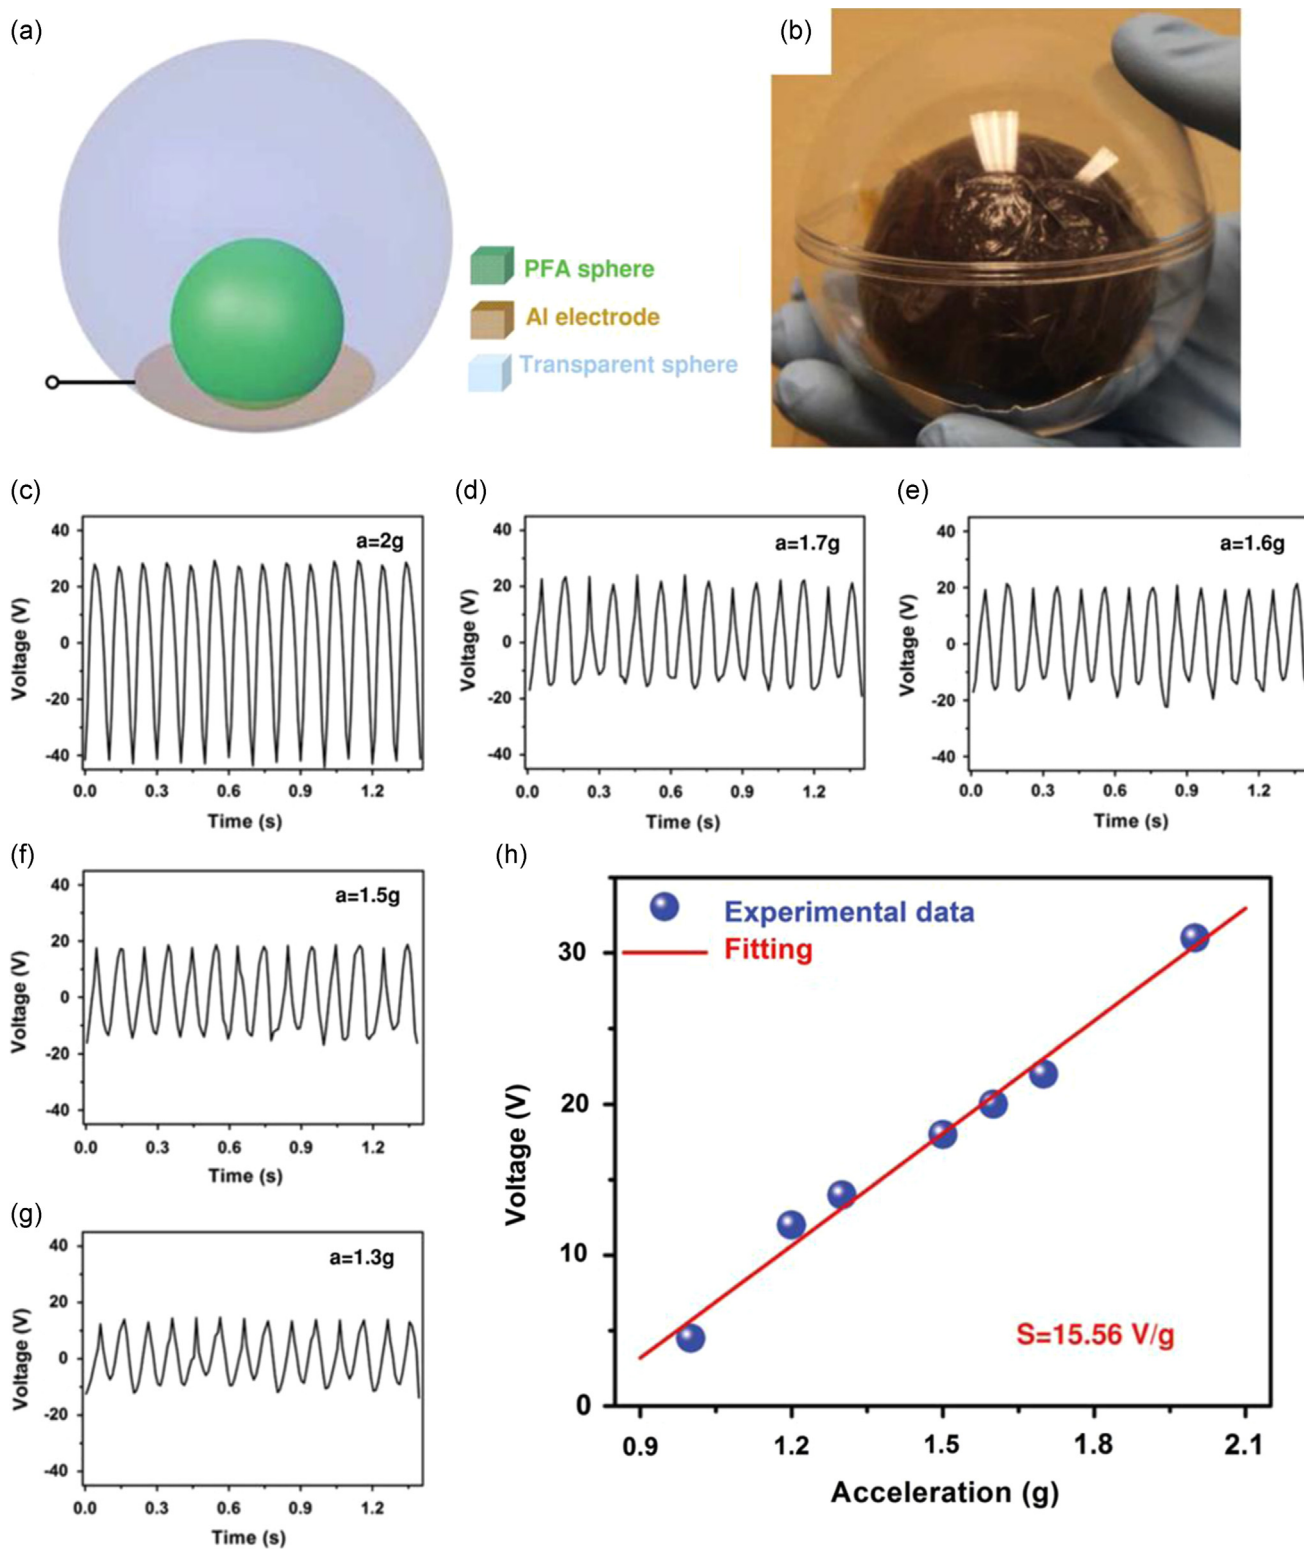 (a)
PFA sphere
Al electrode
Transparent sphere
(b)
(c)
40
20
0
-20
-40
Voltage (V)
a=2g
0.0 0.3 0.6 0.9 1.2
Time (s)
(d)
40
20
0
-20
-40
Voltage (V)
a=1.7g
0.0 0.3 0.6 0.9 1.2
Time (s)
(e)
40
20
0
-20
-40
Voltage (V)
a=1.6g
0.0 0.3 0.6 0.9 1.2
Time (s)
(f)
40
20
0
-20
-40
Voltage (V)
a=1.5g
0.0 0.3 0.6 0.9 1.2
Time (s)
(g)
40
20
0
-20
-40
Voltage (V)
a=1.3g
0.0 0.3 0.6 0.9 1.2
Time (s)
(h)
Experimental data
Fitting
30
20
10
0
Voltage (V)
S=15.56 V/g
0.9 1.2 1.5 1.8 2.1
Acceleration (g)